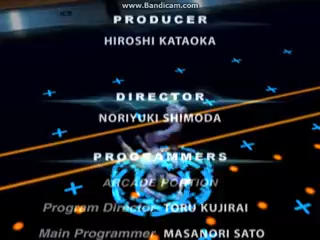 www.Bandicam.com
PRODUCER
HIROSHI KATAOKA
DIRECTOR
NORIYUKI SHIMODA
PROGRAMMERS
ARCADE PORTION
Program Director TORU KUJIRAI
Main Programmer MASANORI SATO